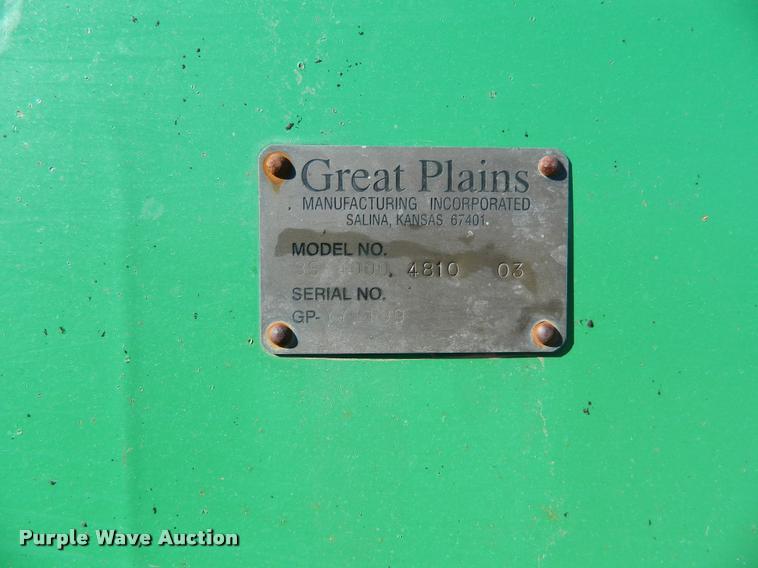 Great Plains
MANUFACTURING INCORPORATED
SALINA, KANSAS 67401
MODEL NO.
4810 03
SERIAL NO.
GP-
Purple Wave Auction